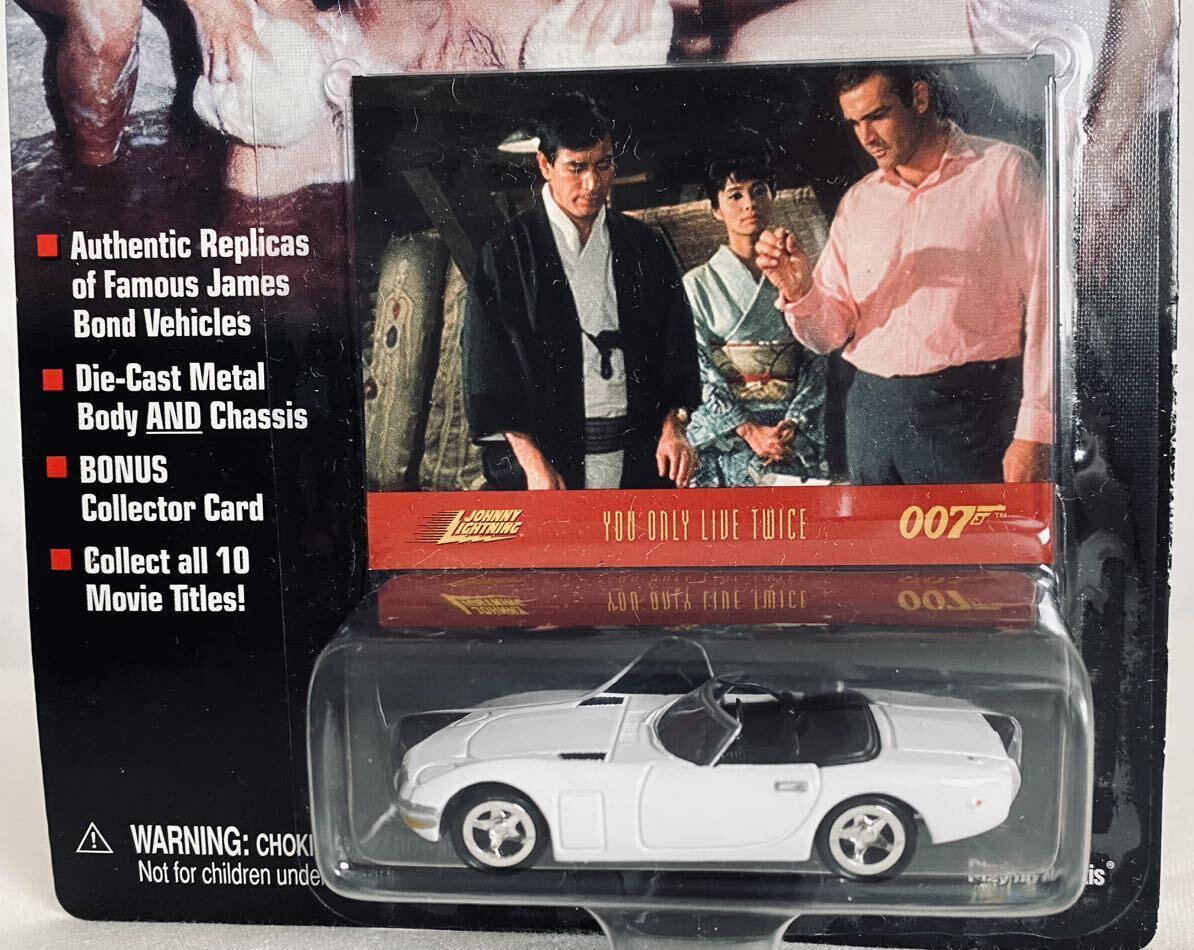 Authentic Replicas
of Famous James
Bond Vehicles
Die-Cast Metal
Body AND Chassis
BONUS
Collector Card
Collect all 10
Movie Titles!
JOHNNY
LIGHTNING
YOU ONLY LIVE TWICE
007 ™
WARNING: CHOKI
Not for children unde